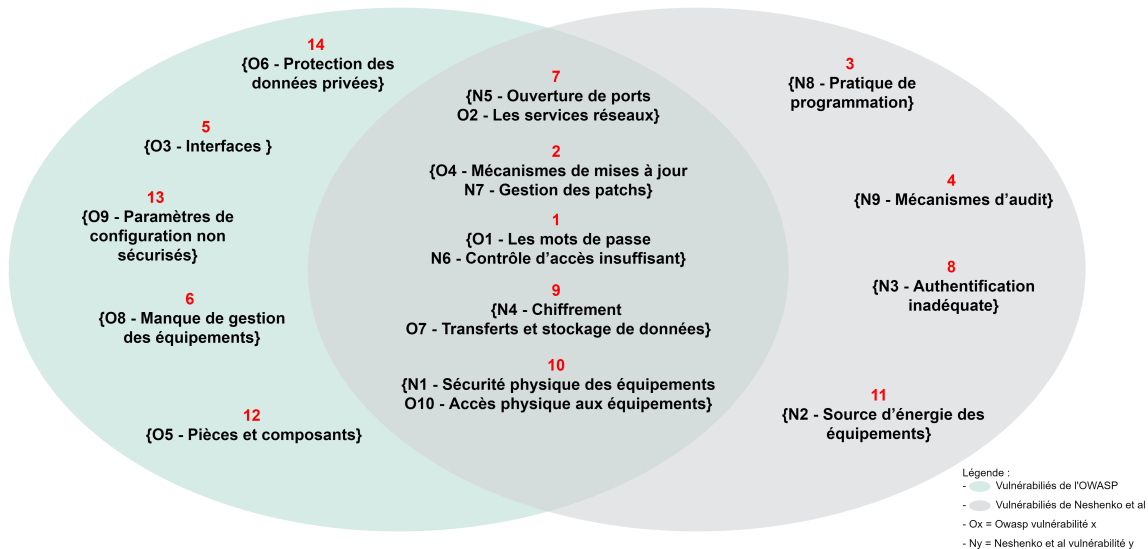 14
{O6 - Protection des
données privées}
5
{O3 - Interfaces }
13
{O9 - Paramètres de
configuration non
sécurisés}
6
{O8 - Manque de gestion
des équipements}
12
{O5 - Pièces et composants}
7
{N5 - Ouverture de ports
O2 - Les services réseaux}
2
{O4 - Mécanismes de mises à jour
N7 - Gestion des patchs}
1
{O1 - Les mots de passe
N6 - Contrôle d'accès insuffisant}
9
{N4 - Chiffrement
O7 - Transferts et stockage de données}
10
{N1 - Sécurité physique des équipements
O10 - Accès physique aux équipements}
3
{N8 - Pratique de
programmation}
4
{N9 - Mécanismes d'audit}
8
{N3 - Authentification
inadéquate}
11
{N2 - Source d'énergie des
équipements}
Légende :
- Vulnérabiliés de l'OWASP
- Vulnérabiliés de Neshenko et al
- Ox = Owasp vulnérabilité x
- Ny = Neshenko et al vulnérabilité y